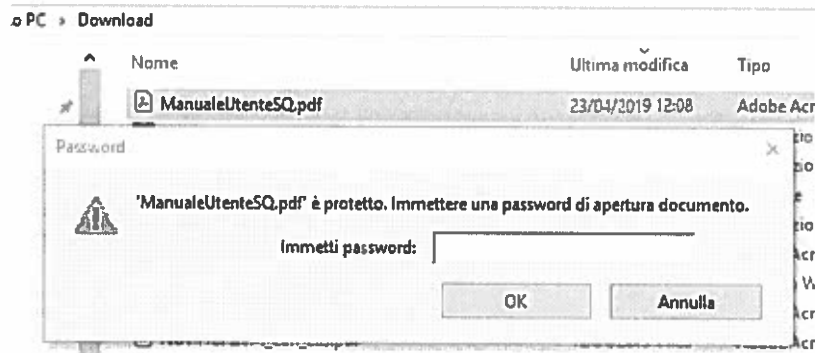 o PC > Download
Nome Ultima modifica Tipo
ManualeUtenteSQ.pdf 23/04/2019 12:08 Adobe Acr
Password
zio
'ManualeUtenteSQ.pdf' è protetto. Immettere una password di apertura documento.
Immetti password:
OK Annulla